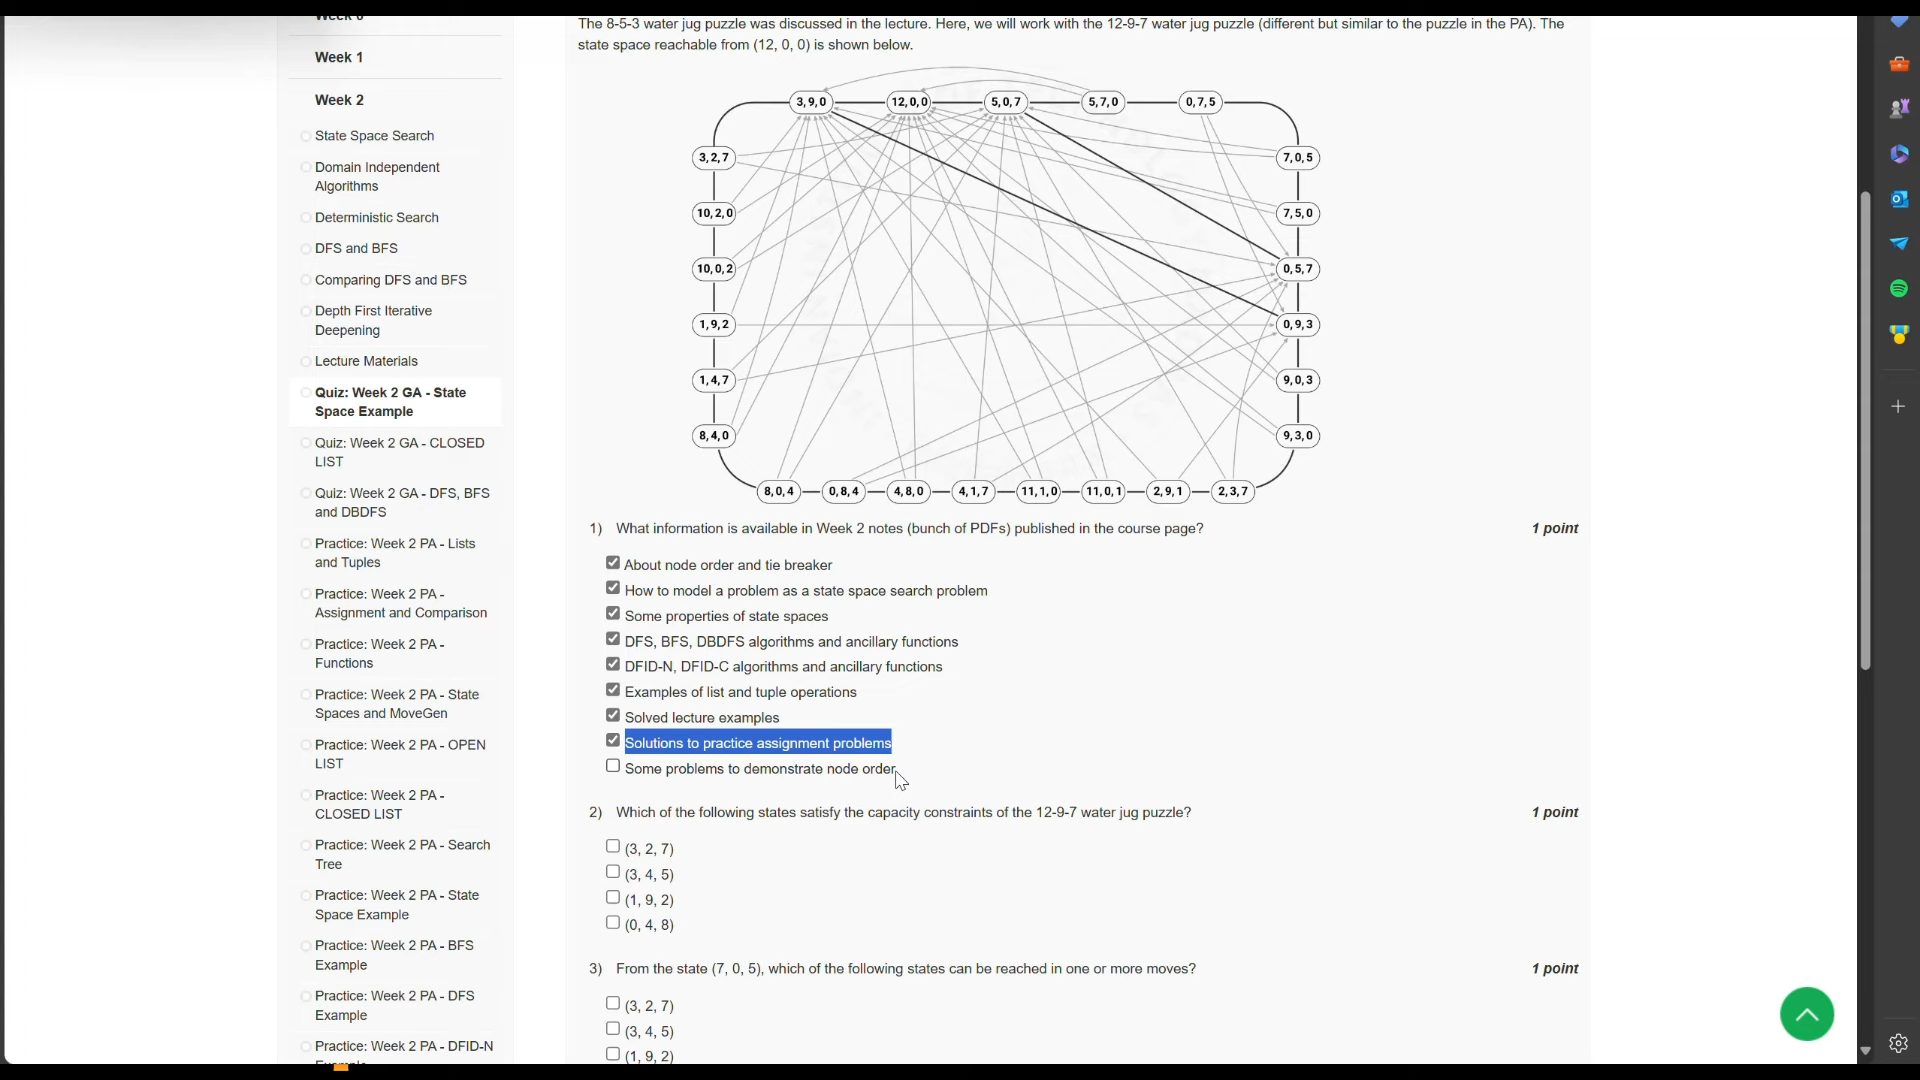 Week 1
Week 2
State Space Search
Domain Independent
Algorithms
Deterministic Search
DFS and BFS
Comparing DFS and BFS
Depth First Iterative
Deepening
Lecture Materials
Quiz: Week 2 GA - State
Space Example
Quiz: Week 2 GA - CLOSED
LIST
Quiz: Week 2 GA - DFS, BFS
and DBDFS
Practice: Week 2 PA - Lists
and Tuples
Practice: Week 2 PA -
Assignment and Comparison
Practice: Week 2 PA -
Functions
Practice: Week 2 PA - State
Spaces and MoveGen
Practice: Week 2 PA - OPEN
LIST
Practice: Week 2 PA -
CLOSED LIST
Practice: Week 2 PA - Search
Tree
Practice: Week 2 PA - State
Space Example
Practice: Week 2 PA - BFS
Example
Practice: Week 2 PA - DFS
Example
Practice: Week 2 PA - DFID-N
The 8-5-3 water jug puzzle was discussed in the lecture. Here, we will work with the 12-9-7 water jug puzzle (different but similar to the puzzle in the PA). The
state space reachable from (12, 0, 0) is shown below.
3,9,0 12,0,0 5,0,7 5,7,0 0,7,5
3,2,7 7,0,5
10,2,0 7,5,0
10,0,2 0,5,7
1,9,2 0,9,3
1,4,7 9,0,3
8,4,0 9,3,0
8,0,4 0,8,4 4,8,0 4,1,7 11,1,0 11,0,1 2,9,1 2,3,7
1) What information is available in Week 2 notes (bunch of PDFs) published in the course page? 1 point
About node order and tie breaker
How to model a problem as a state space search problem
Some properties of state spaces
DFS, BFS, DBDFS algorithms and ancillary functions
DFID-N, DFID-C algorithms and ancillary functions
Examples of list and tuple operations
Solved lecture examples
Solutions to practice assignment problems
Some problems to demonstrate node order
2) Which of the following states satisfy the capacity constraints of the 12-9-7 water jug puzzle? 1 point
(3, 2, 7)
(3, 4, 5)
(1, 9, 2)
(0, 4, 8)
3) From the state (7, 0, 5), which of the following states can be reached in one or more moves? 1 point
(3, 2, 7)
(3, 4, 5)
(1, 9, 2)